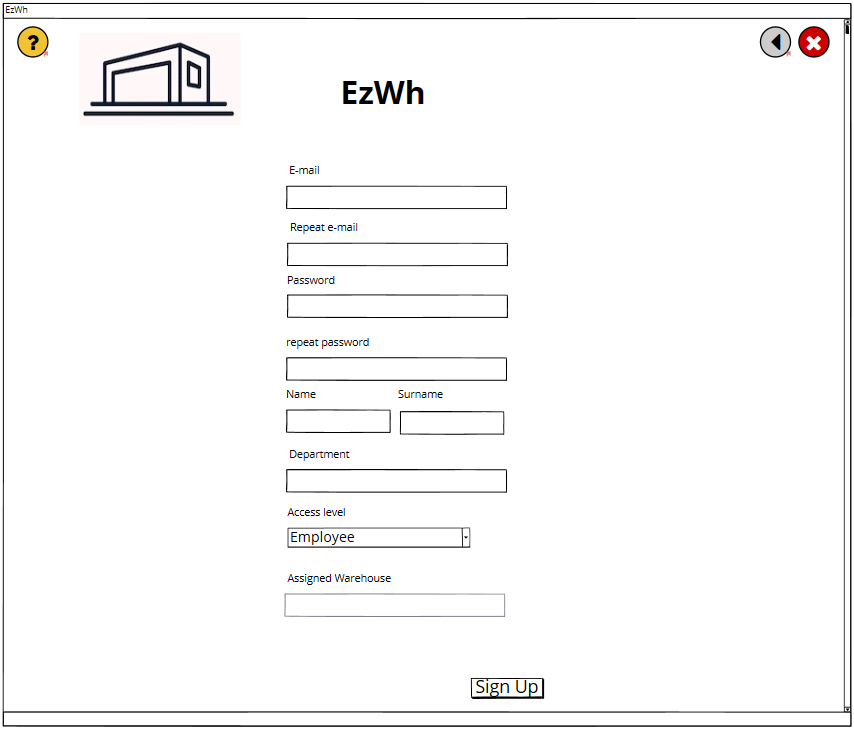 EzWh
?
EzWh
E-mail
Repeat e-mail
Password
repeat password
Name Surname
Department
Access level
Employee
Assigned Warehouse
Sign Up